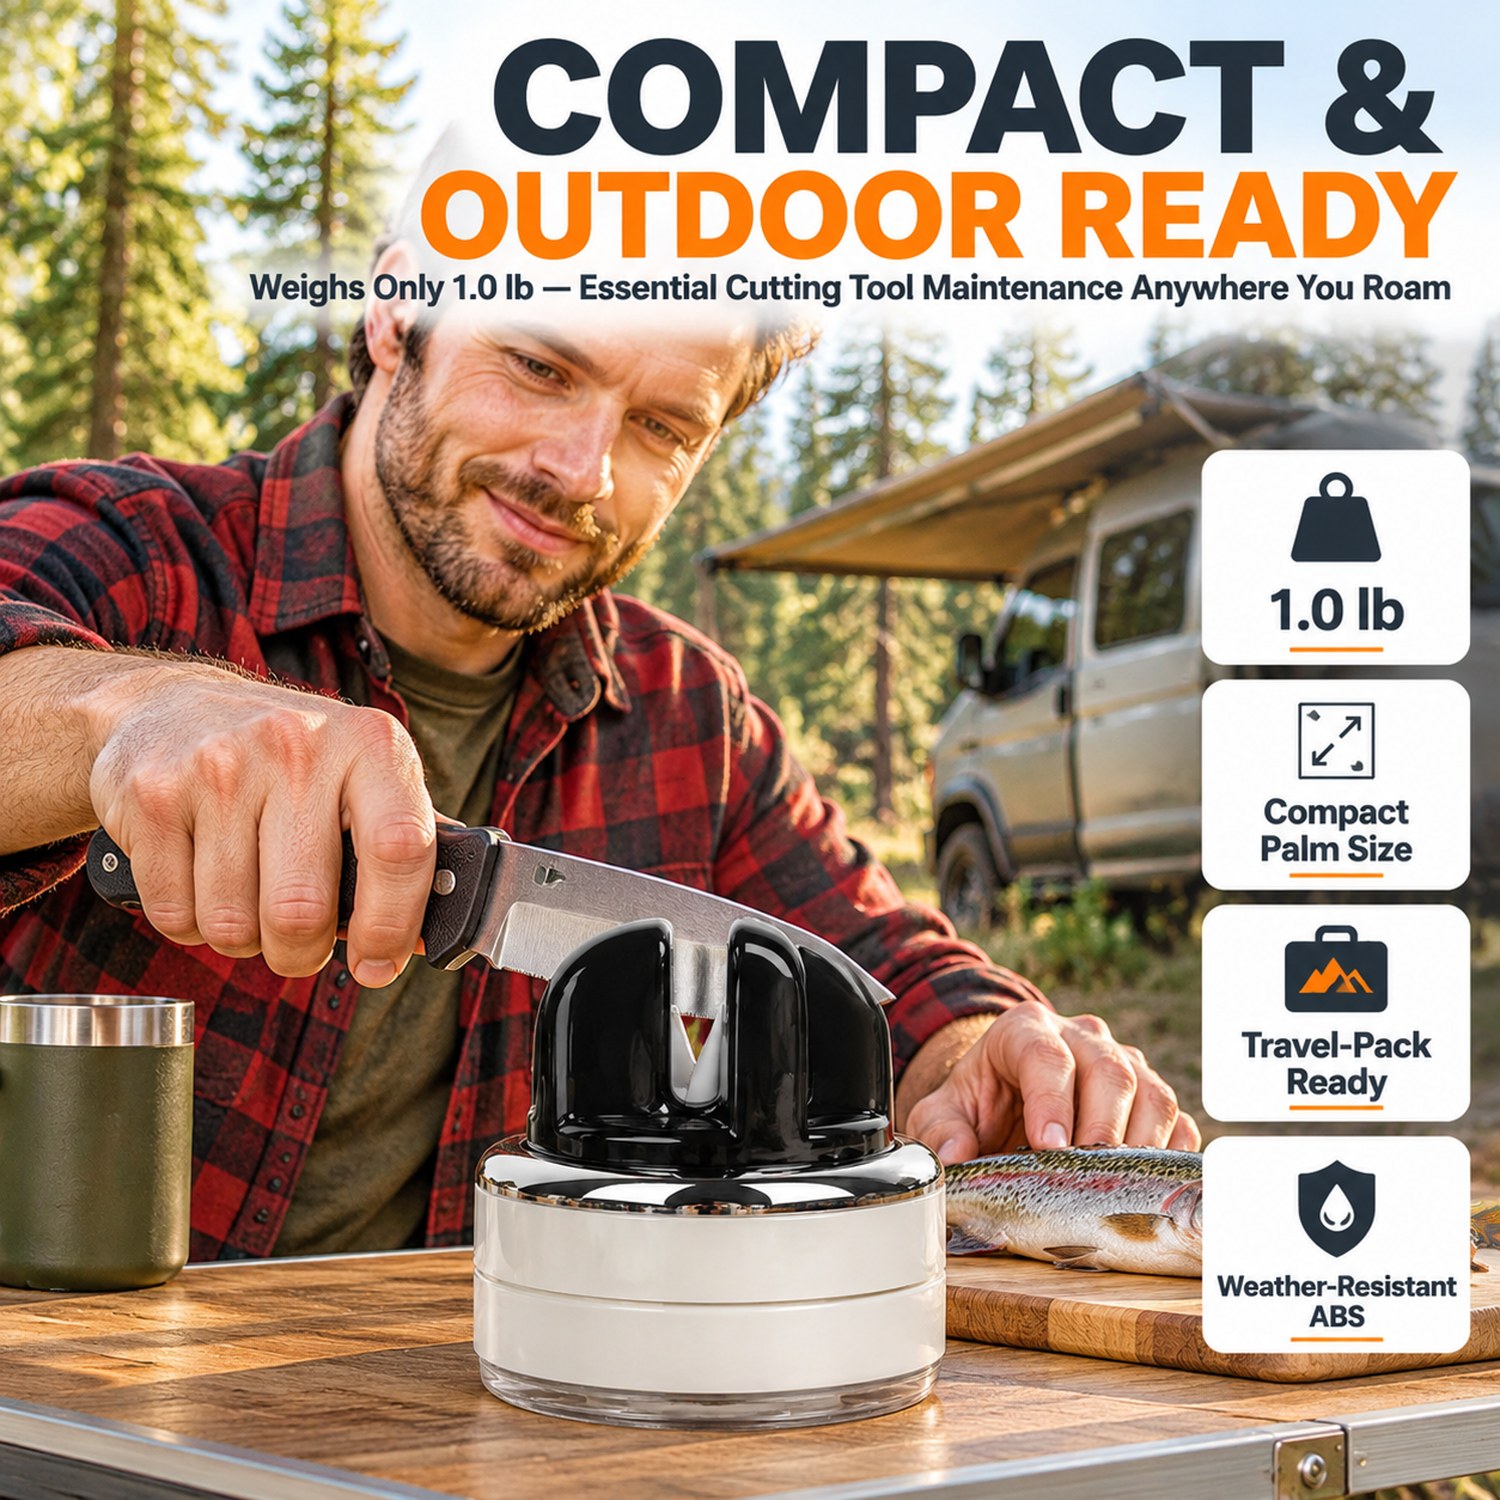 COMPACT &
OUTDOOR READY
Weighs Only 1.0 lb — Essential Cutting Tool Maintenance Anywhere You Roam
1.0 lb
Compact
Palm Size
Travel-Pack
Ready
Weather-Resistant
ABS